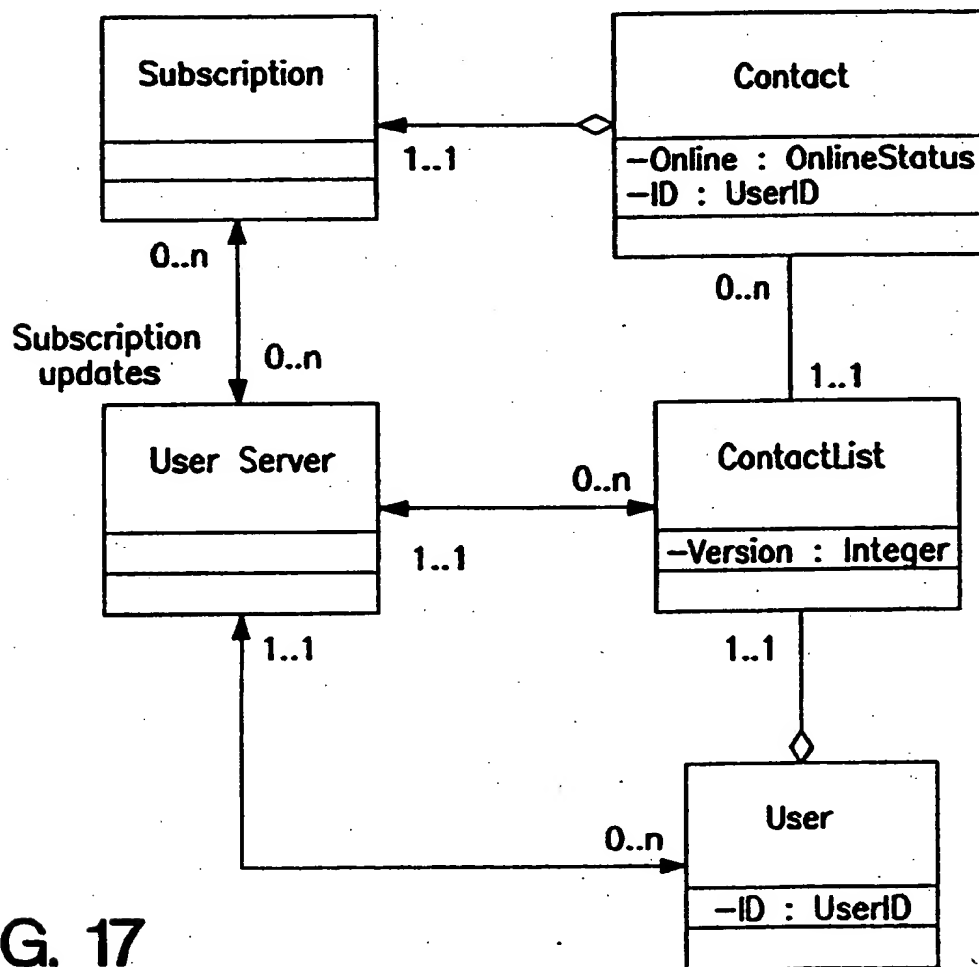 Subscription
Contact
1..1
-Online : OnlineStatus
-ID : UserID
0..n
0..n
Subscription
updates
0..n
1..1
User Server
ContactList
0..n
1..1
-Version : Integer
1..1
1..1
User
0..n
-ID : UserID
G. 17